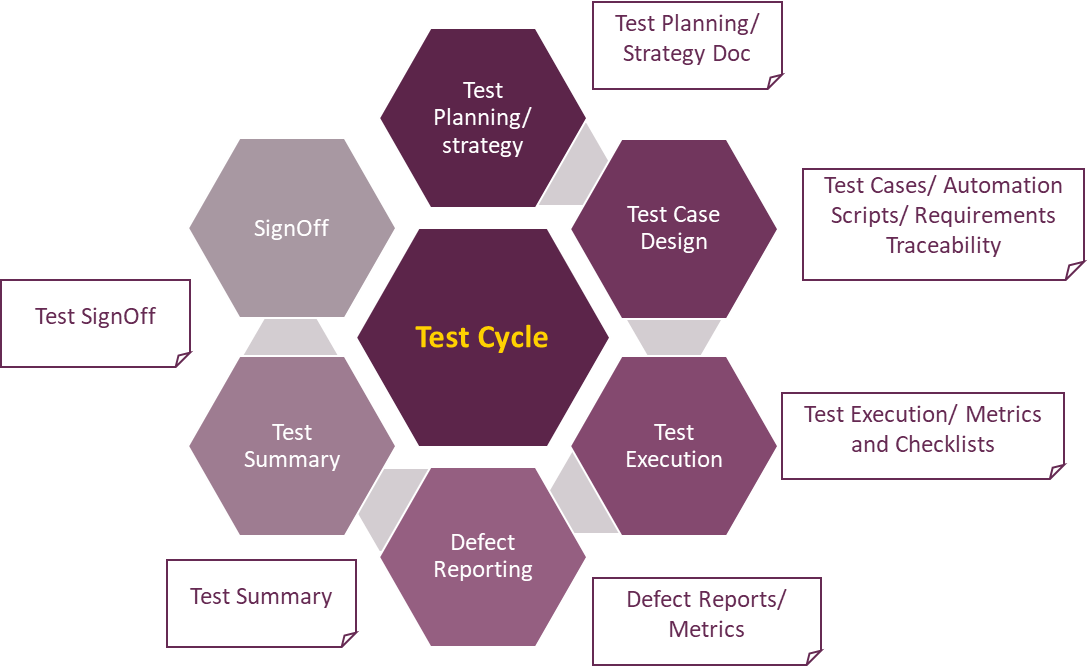 Test Planning/
Strategy Doc
Test
Planning/
strategy
Test Cases/ Automation
Scripts/ Requirements
Traceability
Test Case
Design
SignOff
Test SignOff
Test Cycle
Test Execution/ Metrics
and Checklists
Test
Execution
Test
Summary
Defect
Reporting
Test Summary
Defect Reports/
Metrics